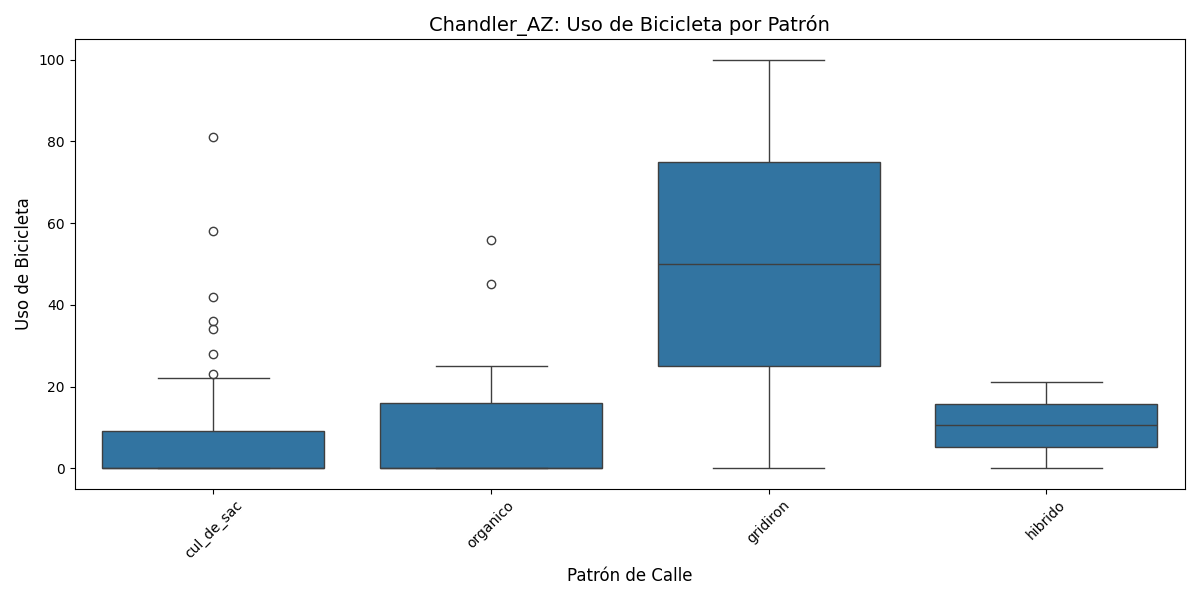 Chandler_AZ: Uso de Bicicleta por Patrón
Uso de Bicicleta
100
80
60
40
20
0
cul_de_sac
organico
gridiron
hibrido
Patrón de Calle